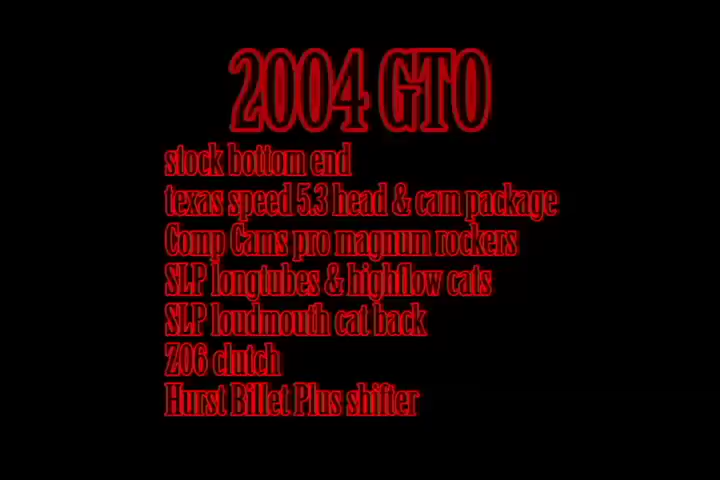 2004 GTO
stock bottom end
texas speed 5.3 head & cam package
Comp Cams pro magnum rockers
SLP longtubes & highflow cats
SLP loudmouth cat back
Z06 clutch
Hurst Billet Plus shifter